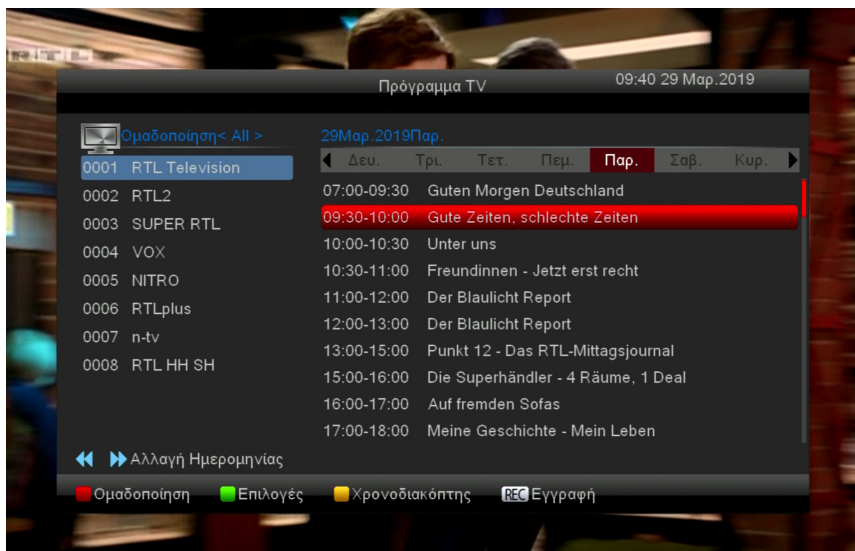 RTL
Πρόγραμμα TV
09:40 29 Μαρ.2019
Ομαδοποίηση< All >
29Μαρ.2019Παρ.
Δευ. Τρι. Τετ. Πεμ. Παρ. Σαβ. Κυρ.
0001 RTL Television
0002 RTL2
0003 SUPER RTL
0004 VOX
0005 NITRO
0006 RTLplus
0007 n-tv
0008 RTL HH SH
07:00-09:30 Guten Morgen Deutschland
09:30-10:00 Gute Zeiten, schlechte Zeiten
10:00-10:30 Unter uns
10:30-11:00 Freundinnen - Jetzt erst recht
11:00-12:00 Der Blaulicht Report
12:00-13:00 Der Blaulicht Report
13:00-15:00 Punkt 12 - Das RTL-Mittagsjournal
15:00-16:00 Die Superhändler - 4 Räume, 1 Deal
16:00-17:00 Auf fremden Sofas
17:00-18:00 Meine Geschichte - Mein Leben
Αλλαγή Ημερομηνίας
Ομαδοποίηση Επιλογές Χρονοδιακόπτης REC Εγγραφή